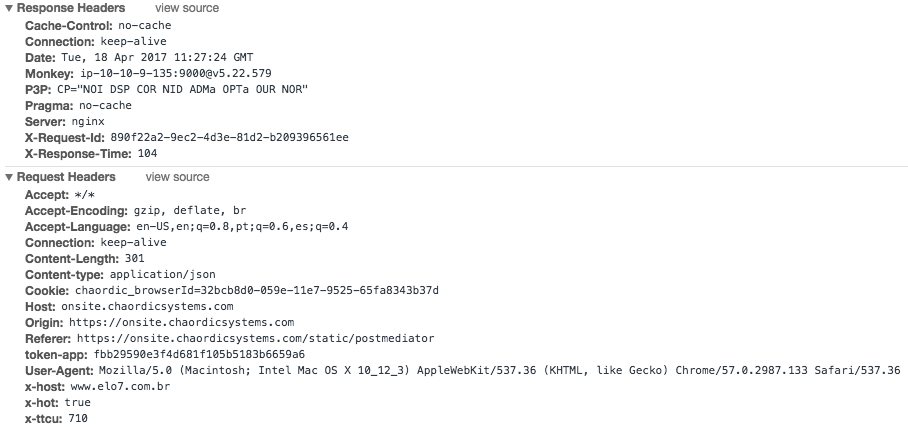 Response Headers view source
Cache-Control: no-cache
Connection: keep-alive
Date: Tue, 18 Apr 2017 11:27:24 GMT
Monkey: ip-10-10-9-135:9000@v5.22.579
P3P: CP="NOI DSP COR NID ADMa OPTa OUR NOR"
Pragma: no-cache
Server: nginx
X-Request-Id: 890f22a2-9ec2-4d3e-81d2-b209396561ee
X-Response-Time: 104
Request Headers view source
Accept: */*
Accept-Encoding: gzip, deflate, br
Accept-Language: en-US,en;q=0.8,pt;q=0.6,es;q=0.4
Connection: keep-alive
Content-Length: 301
Content-type: application/json
Cookie: chaordic_browserId=32bcb8d0-059e-11e7-9525-65fa8343b37d
Host: onsite.chaordicsystems.com
Origin: https://onsite.chaordicsystems.com
Referer: https://onsite.chaordicsystems.com/static/postmediator
token-app: fbb29590e3f4d681f105b5183b6659a6
User-Agent: Mozilla/5.0 (Macintosh; Intel Mac OS X 10_12_3) AppleWebKit/537.36 (KHTML, like Gecko) Chrome/57.0.2987.133 Safari/537.36
x-host: www.elo7.com.br
x-hot: true
x-ttcu: 710